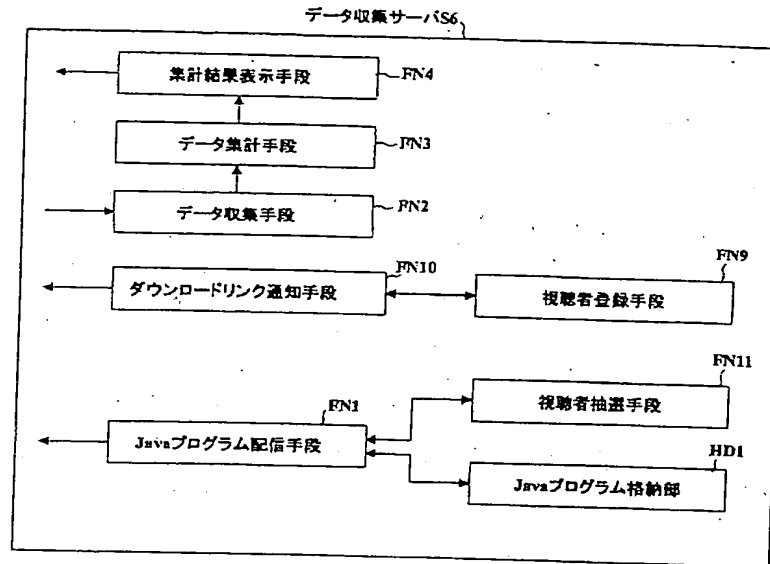 データ収集サーバS6
集計結果表示手段
FN4
データ集計手段
FN3
データ収集手段
FN2
ダウンロードリンク通知手段
FN10
視聴者登録手段
FN9
視聴者抽選手段
FN11
Javaプログラム配信手段
FN1
Javaプログラム格納部
HD1